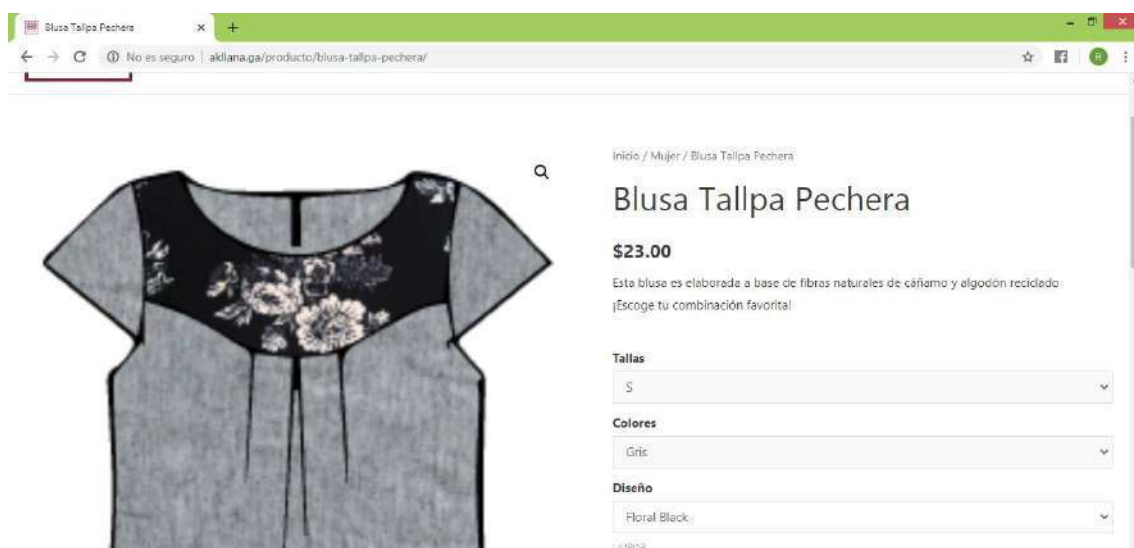 Blusa Tallpa Pechera
No es seguro | akllana.ga/producto/blusa-tallpa-pechera/
Inicio / Mujer / Blusa Tallpa Pechera
Blusa Tallpa Pechera
$23.00
Esta blusa es elaborada a base de fibras naturales de cáñamo y algodón reciclado
¡Escoge tu combinación favorita!
Tallas
S
Colores
Gris
Diseño
Floral Black